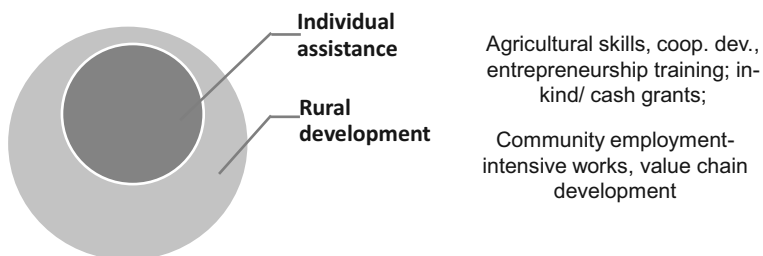 Individual
assistance
Rural
development
Agricultural skills, coop. dev.,
entrepreneurship training; in-
kind/ cash grants;
Community employment-
intensive works, value chain
development